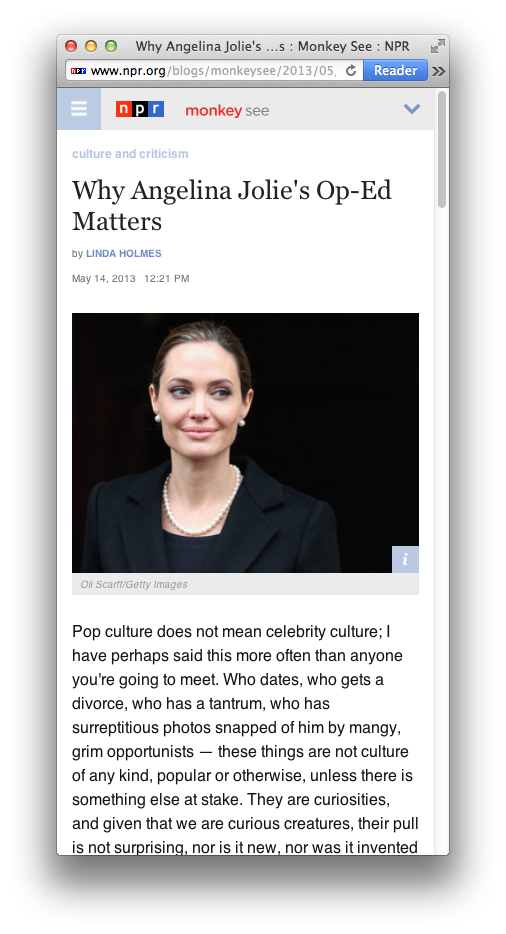 Why Angelina Jolie's ...s : Monkey See : NPR
www.npr.org/blogs/monkeysee/2013/05
Reader
npr
monkey see
culture and criticism
Why Angelina Jolie's Op-Ed
Matters
by LINDA HOLMES
May 14, 2013 12:21 PM
i
Oli Scarff/Getty Images
Pop culture does not mean celebrity culture; I
have perhaps said this more often than anyone
you're going to meet. Who dates, who gets a
divorce, who has a tantrum, who has
surreptitious photos snapped of him by mangy,
grim opportunists — these things are not culture
of any kind, popular or otherwise, unless there is
something else at stake. They are curiosities,
and given that we are curious creatures, their pull
is not surprising, nor is it new, nor was it invented